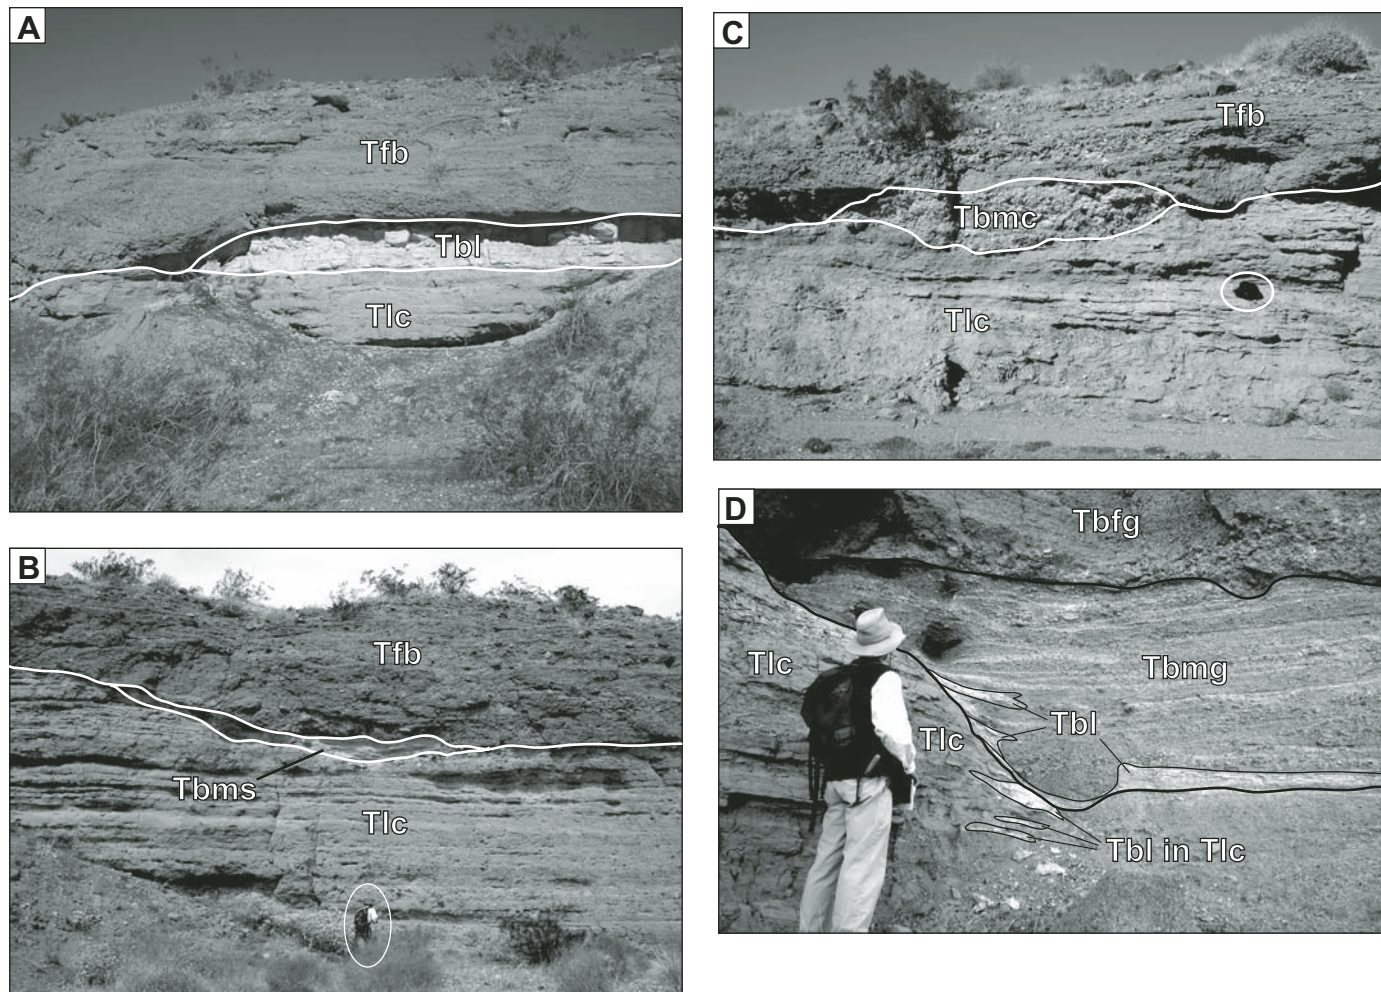 A
Tfb
Tbl
Tlc
B
Tfb
Tbms
Tlc
C
Tfb
Tbmc
Tlc
D
Tbfg
Tlc
Tbmg
Tbl
Tlc
Tbl in Tlc